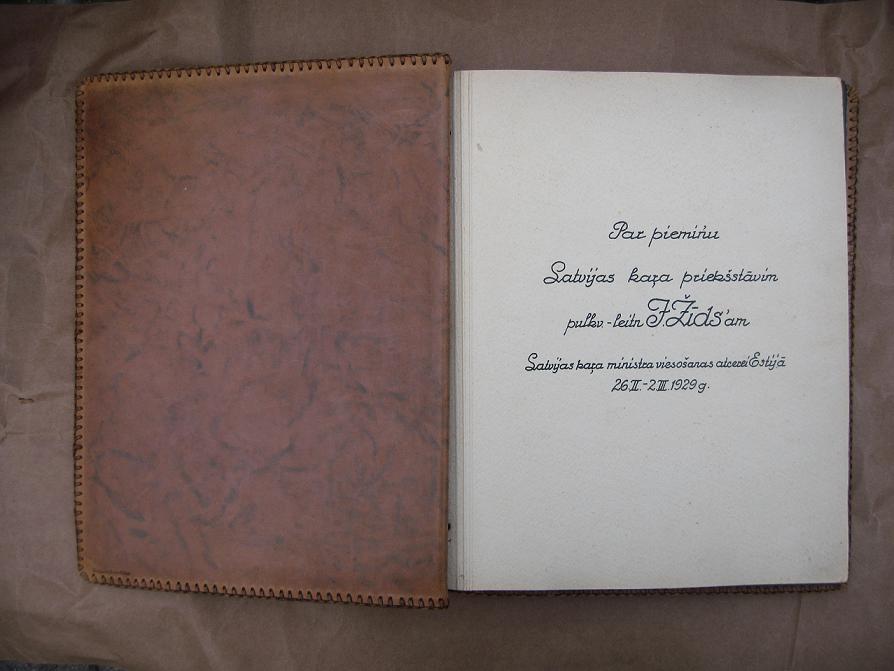 Par piemiņu
Latvijas kaŗa priekšstāvim
pulkv.-leitn J. Žīds'am
Latvijas kaŗa ministra viesošanas atcerei Estijā
26.II.-2.III.1929 g.